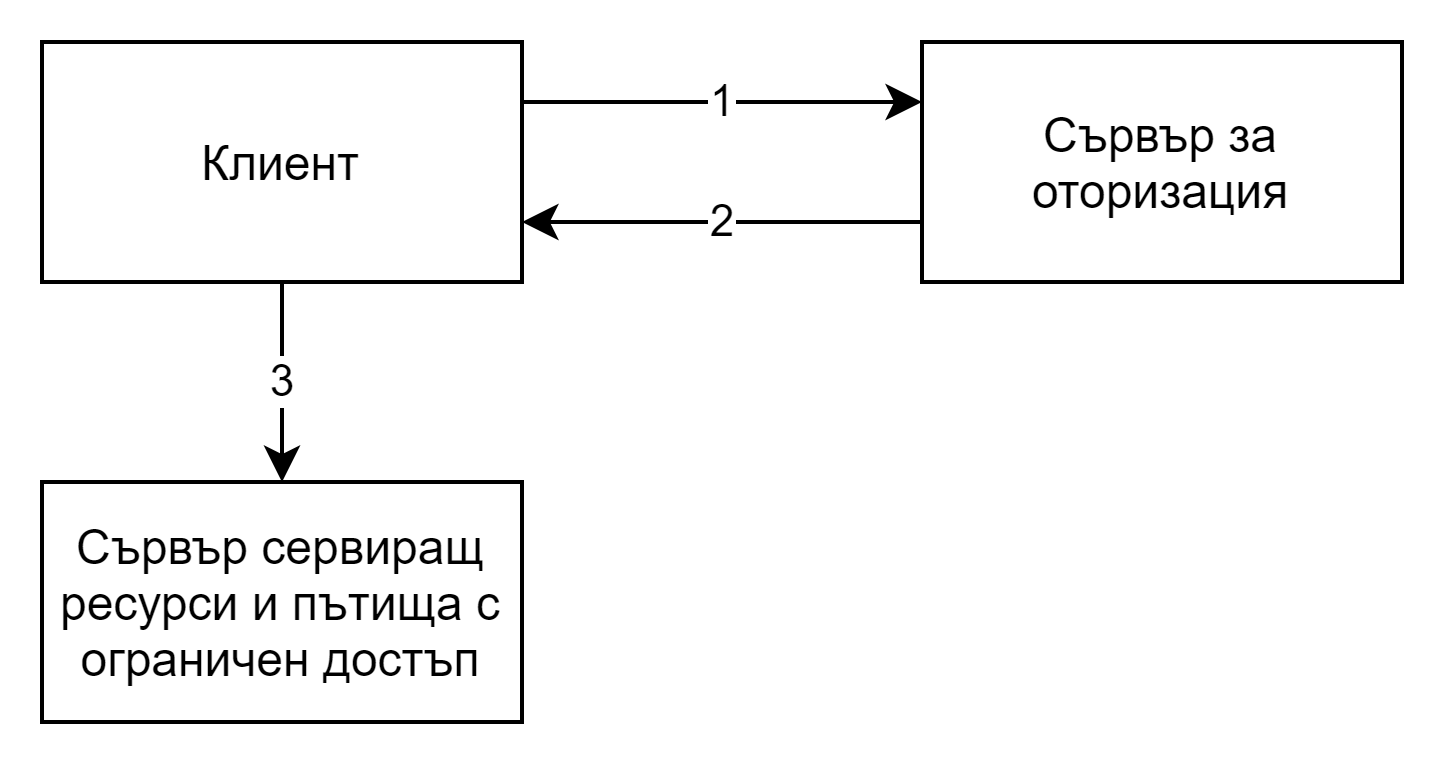 Клиент
1
Сървър за
оторизация
2
3
Сървър сервиращ
ресурси и пътища с
ограничен достъп